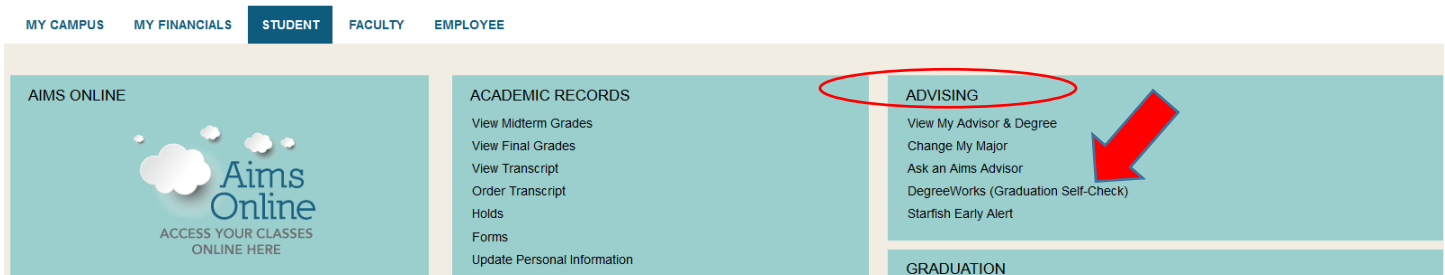 MY CAMPUS MY FINANCIALS STUDENT FACULTY EMPLOYEE
AIMS ONLINE
Aims
Online
ACCESS YOUR CLASSES
ONLINE HERE
ACADEMIC RECORDS
View Midterm Grades
View Final Grades
View Transcript
Order Transcript
Holds
Forms
Update Personal Information
ADVISING
View My Advisor & Degree
Change My Major
Ask an Aims Advisor
DegreeWorks (Graduation Self-Check)
Starfish Early Alert
GRADUATION